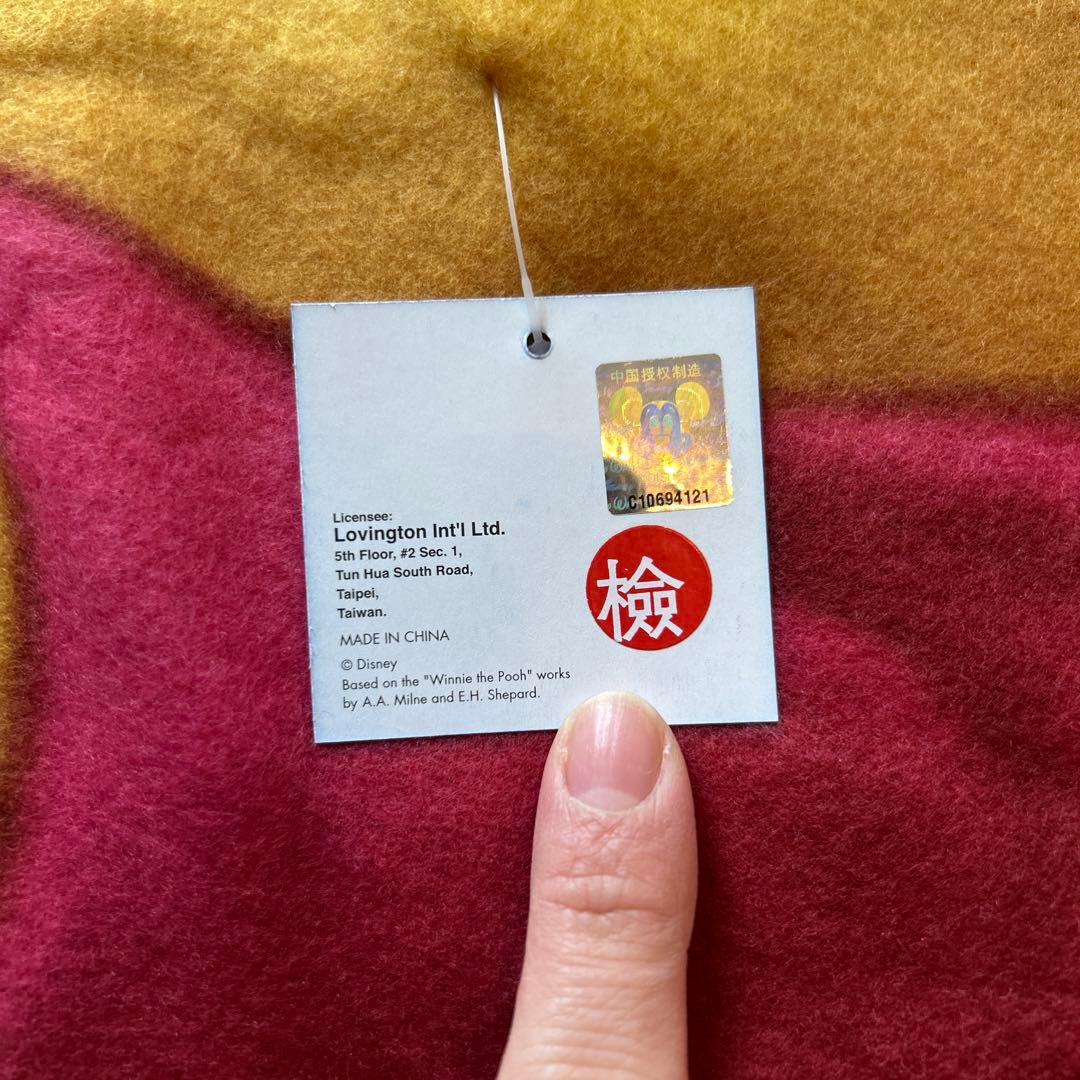 中国授权制造
C10694121
檢
Licensee:
Lovington Int'l Ltd.
5th Floor, #2 Sec. 1,
Tun Hua South Road,
Taipei,
Taiwan.
MADE IN CHINA
© Disney
Based on the "Winnie the Pooh" works
by A.A. Milne and E.H. Shepard.